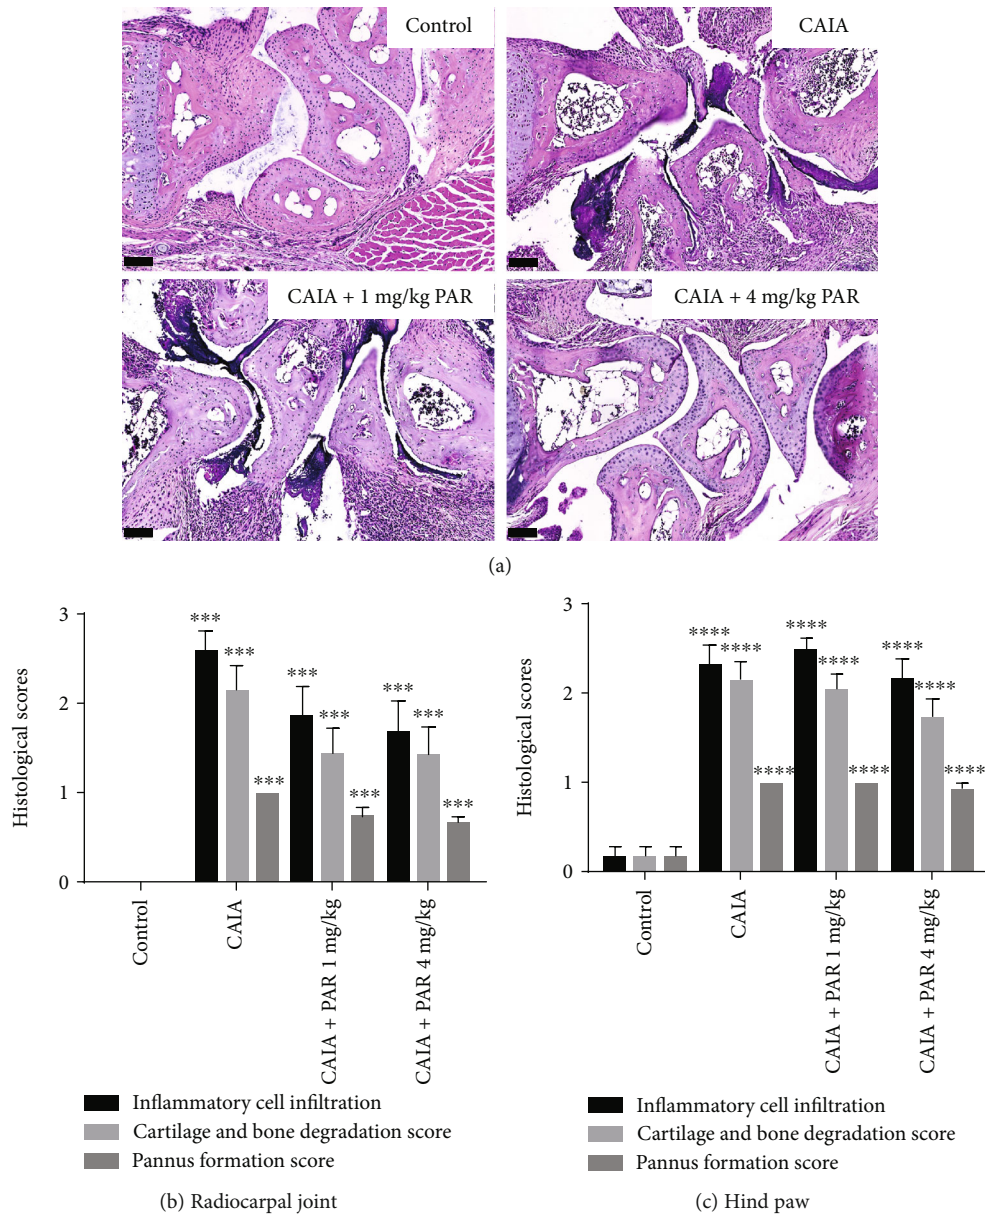 Control
CAIA
CAIA + 1 mg/kg PAR
CAIA + 4 mg/kg PAR
(a)
Histological scores
3
2
1
0
***
***
***
***
***
***
***
***
***
Control
CAIA
CAIA + PAR 1 mg/kg
CAIA + PAR 4 mg/kg
Inflammatory cell infiltration
Cartilage and bone degradation score
Pannus formation score
(b) Radiocarpal joint
Histological scores
3
2
1
0
****
****
****
****
****
****
****
****
****
Control
CAIA
CAIA + PAR 1 mg/kg
CAIA + PAR 4 mg/kg
Inflammatory cell infiltration
Cartilage and bone degradation score
Pannus formation score
(c) Hind paw